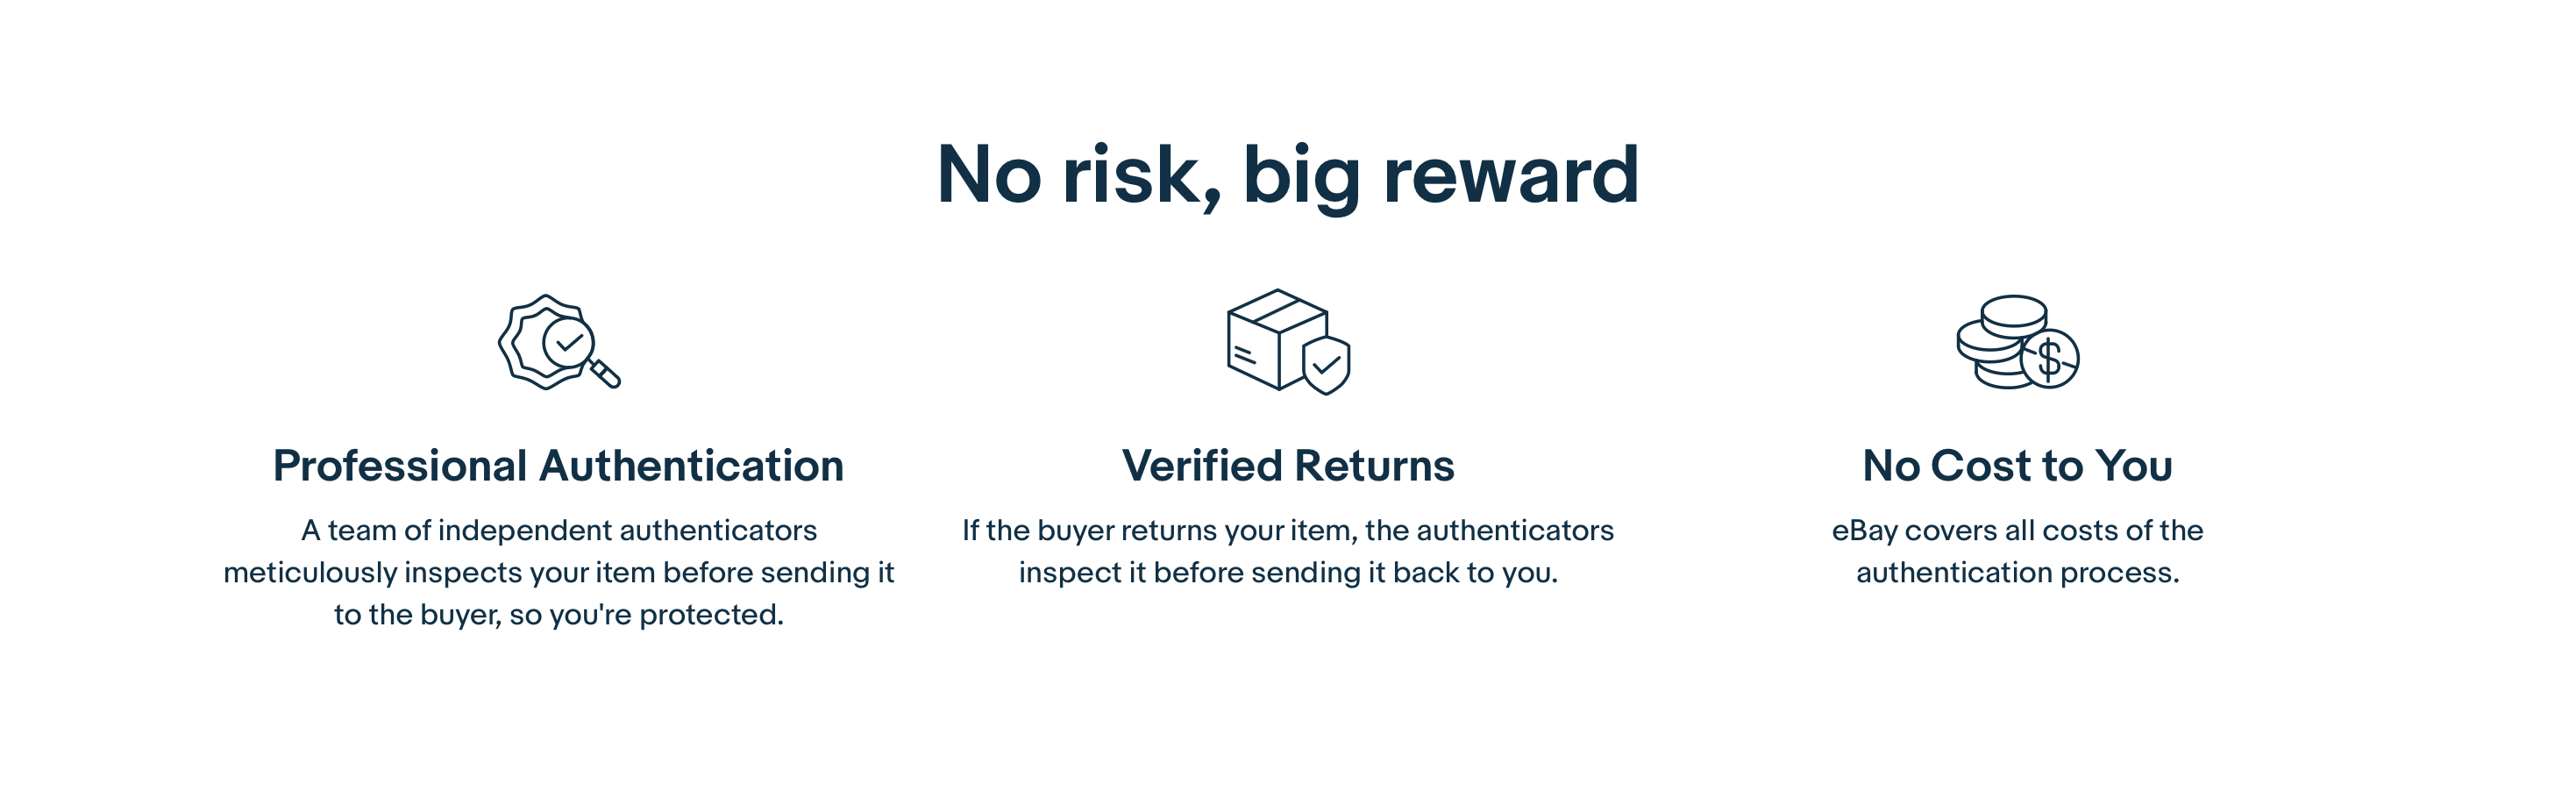 No risk, big reward
Professional Authentication
A team of independent authenticators
meticulously inspects your item before sending it
to the buyer, so you're protected.
Verified Returns
If the buyer returns your item, the authenticators
inspect it before sending it back to you.
No Cost to You
eBay covers all costs of the
authentication process.